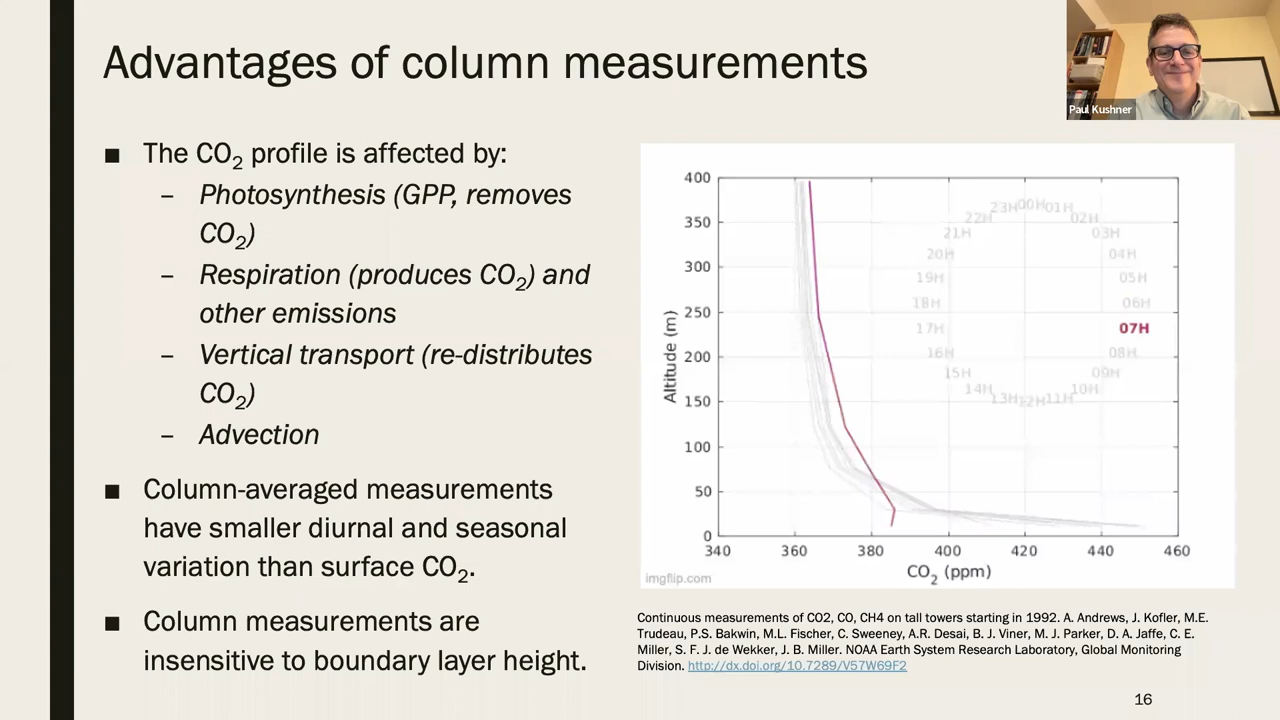 Advantages of column measurements
Paul Kushner
■ The CO2 profile is affected by:
– Photosynthesis (GPP, removes
CO2)
– Respiration (produces CO2) and
other emissions
– Vertical transport (re-distributes
CO2)
– Advection
■ Column-averaged measurements
have smaller diurnal and seasonal
variation than surface CO2.
■ Column measurements are
insensitive to boundary layer height.
400
350
300
250
200
150
100
50
0
Altitude (m)
23H 00H 01H
22H 02H
21H 03H
20H 04H
19H 05H
18H 06H
17H 07H
16H 08H
15H 09H
14H 10H
13H 12H 11H
340 360 380 400 420 440 460
CO2 (ppm)
imgflip.com
Continuous measurements of CO2, CO, CH4 on tall towers starting in 1992. A. Andrews, J. Kofler, M.E.
Trudeau, P.S. Bakwin, M.L. Fischer, C. Sweeney, A.R. Desai, B. J. Viner, M. J. Parker, D. A. Jaffe, C. E.
Miller, S. F. J. de Wekker, J. B. Miller. NOAA Earth System Research Laboratory, Global Monitoring
Division. http://dx.doi.org/10.7289/V57W69F2
16